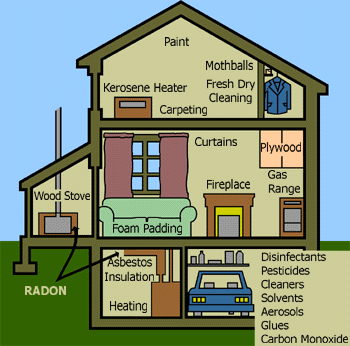 Paint
Mothballs
Kerosene Heater
Fresh Dry
Cleaning
Carpeting
Curtains
Plywood
Gas
Range
Fireplace
Wood Stove
Foam Padding
RADON
Asbestos
Insulation
Heating
Disinfectants
Pesticides
Cleaners
Solvents
Aerosols
Glues
Carbon Monoxide